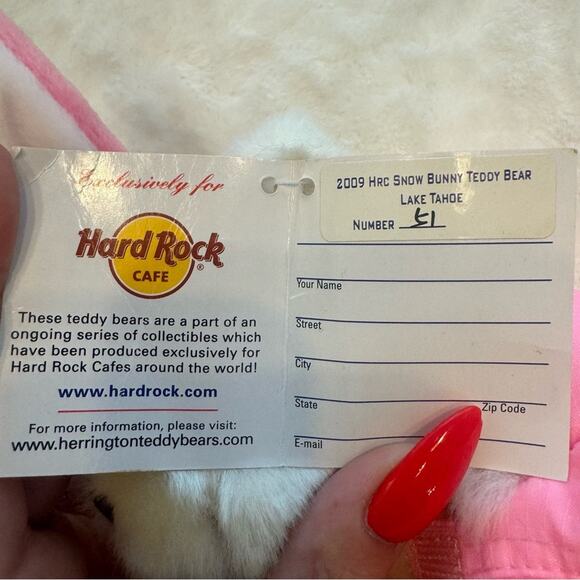 Exclusively for
Hard Rock
CAFE
®
These teddy bears are a part of an
ongoing series of collectibles which
have been produced exclusively for
Hard Rock Cafes around the world!
www.hardrock.com
For more information, please visit:
www.herringtonteddybears.com
2009 HRC SNOW BUNNY TEDDY BEAR
LAKE TAHOE
NUMBER 51
Your Name
Street
City
State Zip Code
E-mail